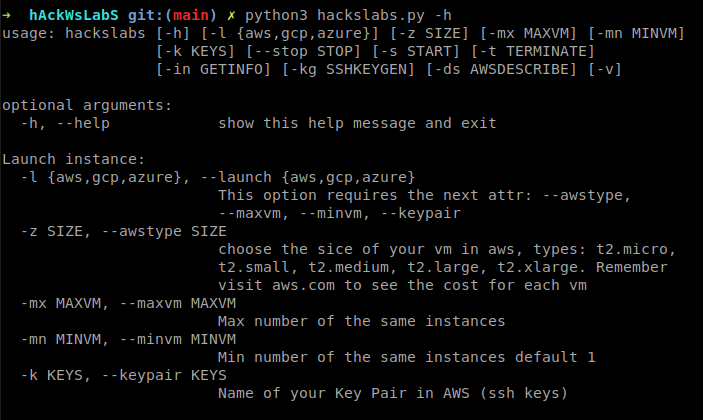 → hAckWsLabS git:(main) ✗ python3 hackslabs.py -h
usage: hackslabs [-h] [-l {aws,gcp,azure}] [-z SIZE] [-mx MAXVM] [-mn MINVM]
[-k KEYS] [--stop STOP] [-s START] [-t TERMINATE]
[-in GETINFO] [-kg SSHKEYGEN] [-ds AWSDESCRIBE] [-v]
optional arguments:
-h, --help show this help message and exit
Launch instance:
-l {aws,gcp,azure}, --launch {aws,gcp,azure}
This option requires the next attr: --awstype,
--maxvm, --minvm, --keypair
-z SIZE, --awstype SIZE
choose the sice of your vm in aws, types: t2.micro,
t2.small, t2.medium, t2.large, t2.xlarge. Remember
visit aws.com to see the cost for each vm
-mx MAXVM, --maxvm MAXVM
Max number of the same instances
-mn MINVM, --minvm MINVM
Min number of the same instances default 1
-k KEYS, --keypair KEYS
Name of your Key Pair in AWS (ssh keys)